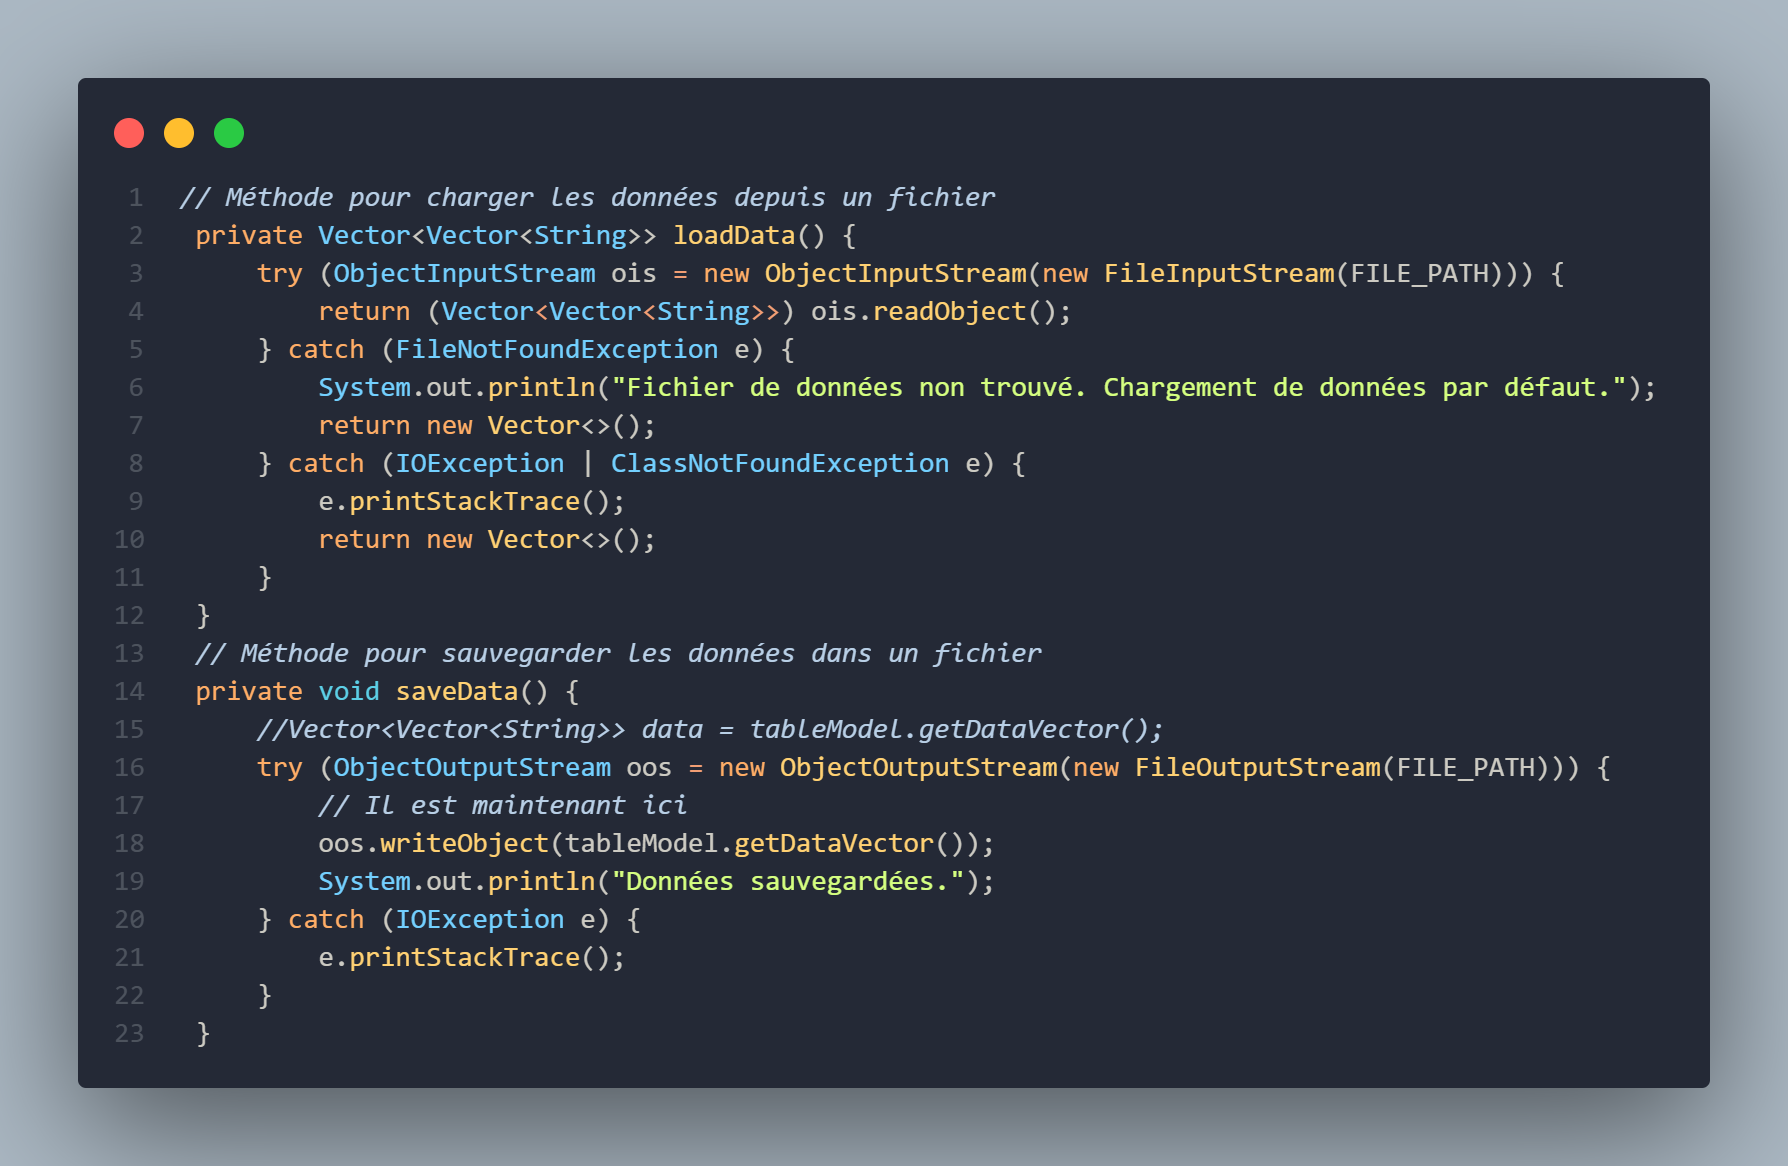 1 // Méthode pour charger les données depuis un fichier
2 private Vector<Vector<String>> loadData() {
3 try (ObjectInputStream ois = new ObjectInputStream(new FileInputStream(FILE_PATH))) {
4 return (Vector<Vector<String>>) ois.readObject();
5 } catch (FileNotFoundException e) {
6 System.out.println("Fichier de données non trouvé. Chargement de données par défaut.");
7 return new Vector<>();
8 } catch (IOException | ClassNotFoundException e) {
9 e.printStackTrace();
10 return new Vector<>();
11 }
12 }
13 // Méthode pour sauvegarder les données dans un fichier
14 private void saveData() {
15 //Vector<Vector<String>> data = tableModel.getDataVector();
16 try (ObjectOutputStream oos = new ObjectOutputStream(new FileOutputStream(FILE_PATH))) {
17 // Il est maintenant ici
18 oos.writeObject(tableModel.getDataVector());
19 System.out.println("Données sauvegardées.");
20 } catch (IOException e) {
21 e.printStackTrace();
22 }
23 }